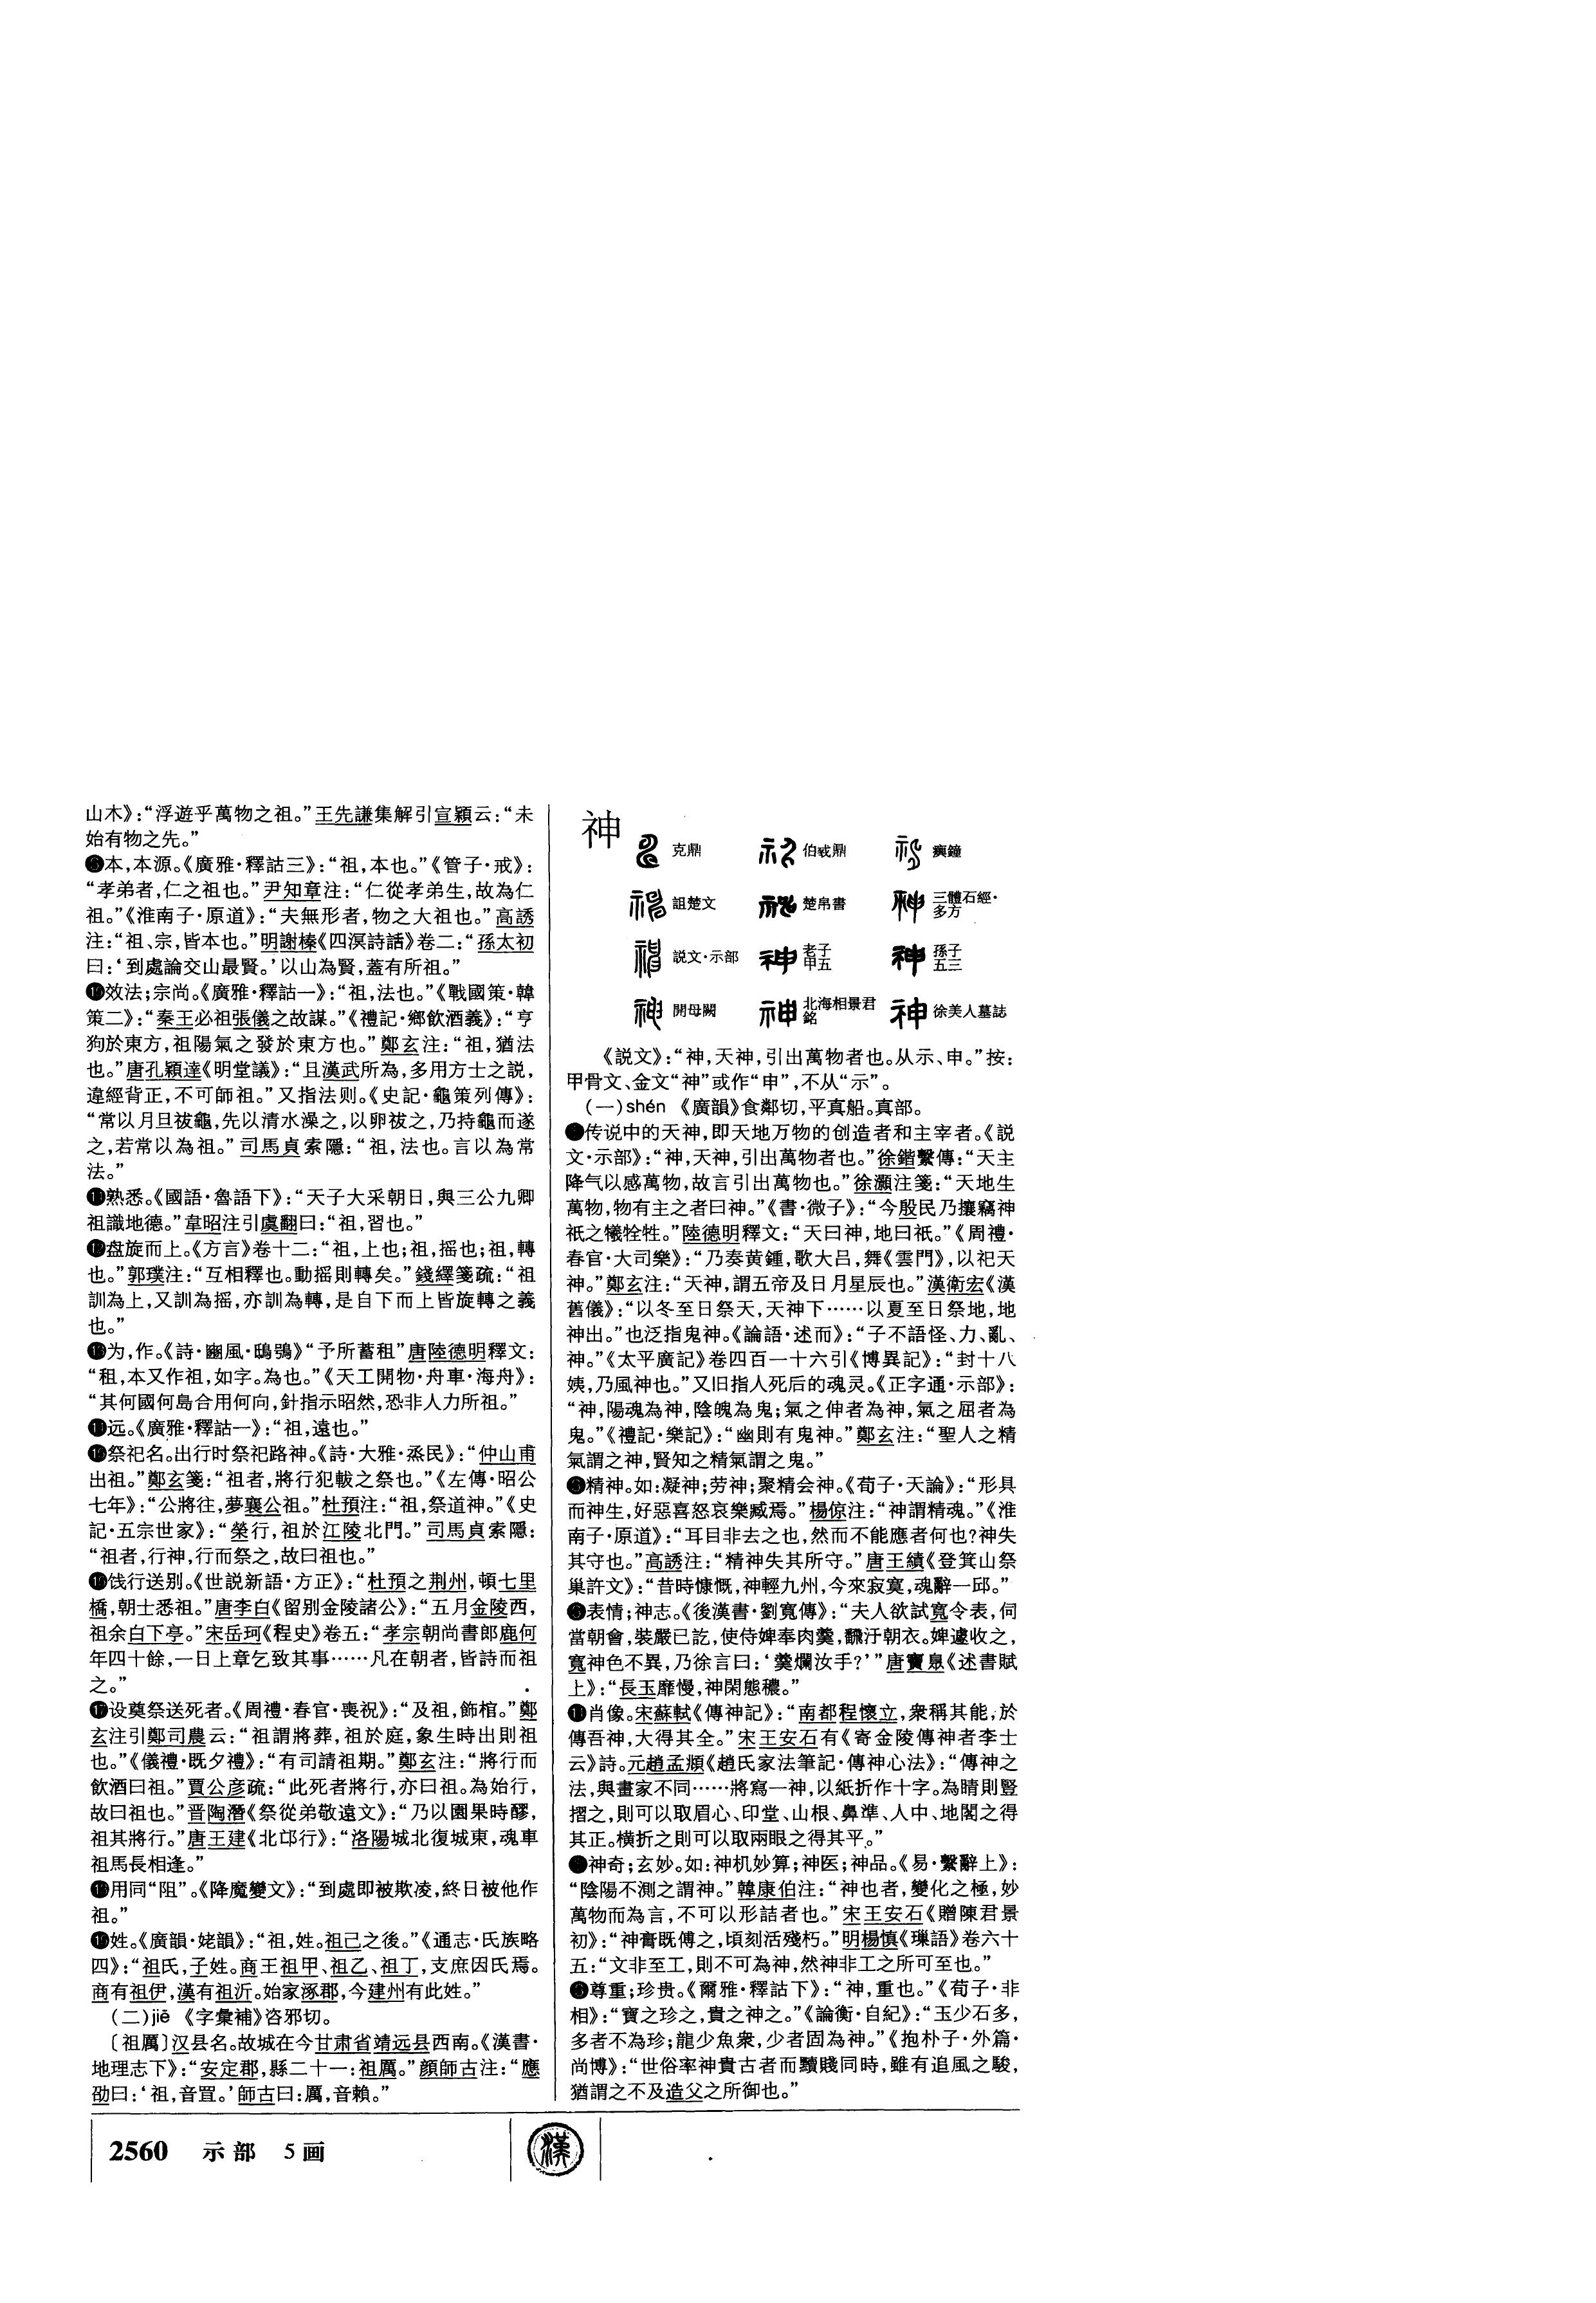 山木》：“浮遊乎萬物之祖。”王先謙集解引宣穎云：“未
始有物之先。”
❾本，本源。《廣雅·釋詁三》：“祖，本也。”《管子·戒》：
“孝弟者，仁之祖也。”尹知章注：“仁從孝弟生，故為仁
祖。”《淮南子·原道》：“夫無形者，物之大祖也。”高誘
注：“祖、宗，皆本也。”明謝榛《四溟詩話》卷二：“孫太初
曰：‘到處論交山最賢。’以山為賢，蓋有所祖。”
❿效法；宗尚。《廣雅·釋詁一》：“祖，法也。”《戰國策·韓
策二》：“秦王必祖張儀之故謀。”《禮記·鄉飲酒義》：“亨
狗於東方，祖陽氣之發於東方也。”鄭玄注：“祖，猶法
也。”唐孔穎達《明堂議》：“且漢武所為，多用方士之説，
違經背正，不可師祖。”又指法则。《史記·龜策列傳》：
“常以月旦祓龜，先以清水澡之，以卵祓之，乃持龜而遂
之，若常以為祖。”司馬貞索隱：“祖，法也。言以為常
法。”
⓫熟悉。《國語·魯語下》：“天子大采朝日，與三公九卿
祖識地德。”韋昭注引虞翻曰：“祖，習也。”
⓬盘旋而上。《方言》卷十二：“祖，上也；祖，摇也；祖，轉
也。”郭璞注：“互相釋也。動摇則轉矣。”錢繹箋疏：“祖
訓為上，又訓為摇，亦訓為轉，是自下而上皆旋轉之義
也。”
⓭为，作。《詩·豳風·鴟鴞》“予所蓄租”唐陸德明釋文：
“租，本又作祖，如字。為也。”《天工開物·舟車·海舟》：
“其何國何島合用何向，針指示昭然，恐非人力所祖。”
⓮远。《廣雅·釋詁一》：“祖，遠也。”
⓯祭祀名。出行时祭祀路神。《詩·大雅·烝民》：“仲山甫
出祖。”鄭玄箋：“祖者，將行犯軷之祭也。”《左傳·昭公
七年》：“公將往，夢襄公祖。”杜預注：“祖，祭道神。”《史
記·五宗世家》：“榮行，祖於江陵北門。”司馬貞索隱：
“祖者，行神，行而祭之，故曰祖也。”
⓰饯行送别。《世説新語·方正》：“杜預之荆州，頓七里
橋，朝士悉祖。”唐李白《留别金陵諸公》：“五月金陵西，
祖余白下亭。”宋岳珂《桯史》卷五：“孝宗朝尚書郎鹿何
年四十餘，一日上章乞致其事……凡在朝者，皆詩而祖
之。”
⓱设奠祭送死者。《周禮·春官·喪祝》：“及祖，飾棺。”鄭
玄注引鄭司農云：“祖謂將葬，祖於庭，象生時出則祖
也。”《儀禮·既夕禮》：“有司請祖期。”鄭玄注：“將行而
飲酒曰祖。”賈公彦疏：“此死者將行，亦曰祖。為始行，
故曰祖也。”晋陶潛《祭從弟敬遠文》：“乃以園果時醪，
祖其將行。”唐王建《北邙行》：“洛陽城北復城東，魂車
祖馬長相逢。”
⓲用同“阻”。《降魔變文》：“到處即被欺凌，終日被他作
祖。”
⓳姓。《廣韻·姥韻》：“祖，姓。祖己之後。”《通志·氏族略
四》：“祖氏，子姓。商王祖甲、祖乙、祖丁，支庶因氏焉。
商有祖伊，漢有祖沂。始家涿郡，今建州有此姓。”
（二）jiē 《字彙補》咨邪切。
〔祖厲〕汉县名。故城在今甘肃省靖远县西南。《漢書·
地理志下》：“安定郡，縣二十一：祖厲。”顔師古注：“應
劭曰：‘祖，音罝。’師古曰：厲，音賴。”
神
克鼎 伯㦰鼎 㾓鐘
詛楚文 楚帛書 三體石經·多方
説文·示部 老子甲五 孫子五三
開母闕 北海相景君銘 徐美人墓誌
《説文》：“神，天神，引出萬物者也。从示、申。”按：
甲骨文、金文“神”或作“申”，不从“示”。
（一）shén 《廣韻》食鄰切，平真船。真部。
❶传说中的天神，即天地万物的创造者和主宰者。《説
文·示部》：“神，天神，引出萬物者也。”徐鍇繫傳：“天主
降气以感萬物，故言引出萬物也。”徐灝注箋：“天地生
萬物，物有主之者曰神。”《書·微子》：“今殷民乃攘竊神
祇之犧牷牲。”陸德明釋文：“天曰神，地曰祇。”《周禮·
春官·大司樂》：“乃奏黄鍾，歌大吕，舞《雲門》，以祀天
神。”鄭玄注：“天神，謂五帝及日月星辰也。”漢衛宏《漢
舊儀》：“以冬至日祭天，天神下……以夏至日祭地，地
神出。”也泛指鬼神。《論語·述而》：“子不語怪、力、亂、
神。”《太平廣記》卷四百一十六引《博異記》：“封十八
姨，乃風神也。”又旧指人死后的魂灵。《正字通·示部》：
“神，陽魂為神，陰魄為鬼；氣之伸者為神，氣之屈者為
鬼。”《禮記·樂記》：“幽則有鬼神。”鄭玄注：“聖人之精
氣謂之神，賢知之精氣謂之鬼。”
❷精神。如：凝神；劳神；聚精会神。《荀子·天論》：“形具
而神生，好惡喜怒哀樂臧焉。”楊倞注：“神謂精魂。”《淮
南子·原道》：“耳目非去之也，然而不能應者何也？神失
其守也。”高誘注：“精神失其所守。”唐王績《登箕山祭
巢許文》：“昔時慷慨，神輕九州，今來寂寞，魂辭一邱。”
❸表情；神志。《後漢書·劉寬傳》：“夫人欲試寬令恚，伺
當朝會，裝嚴已訖，使侍婢奉肉羹，飜汙朝衣。婢遽收之，
寬神色不異，乃徐言曰：‘羹爛汝手？’”唐竇臮《述書賦
上》：“長玉靡慢，神閑態穠。”
❹肖像。宋蘇軾《傳神記》：“南都程懷立，衆稱其能，於
傳吾神，大得其全。”宋王安石有《寄金陵傳神者李士
云》詩。元趙孟頫《趙氏家法筆記·傳神心法》：“傳神之
法，與畫家不同……將寫一神，以紙折作十字。為睛則豎
摺之，則可以取眉心、印堂、山根、鼻準、人中、地閣之得
其正。横折之則可以取兩眼之得其平。”
❺神奇；玄妙。如：神机妙算；神医；神品。《易·繫辭上》：
“陰陽不測之謂神。”韓康伯注：“神也者，變化之極，妙
萬物而為言，不可以形詰者也。”宋王安石《贈陳君景
初》：“神膏既傅之，頃刻活殘朽。”明楊慎《璅語》卷六十
五：“文非至工，則不可為神，然神非工之所可至也。”
❻尊重；珍贵。《爾雅·釋詁下》：“神，重也。”《荀子·非
相》：“寶之珍之，貴之神之。”《論衡·自紀》：“玉少石多，
多者不為珍；龍少魚衆，少者固為神。”《抱朴子·外篇·
尚博》：“世俗率神貴古者而黷賤同時，雖有追風之駿，
猶謂之不及造父之所御也。”
2560 示部 5画
漢